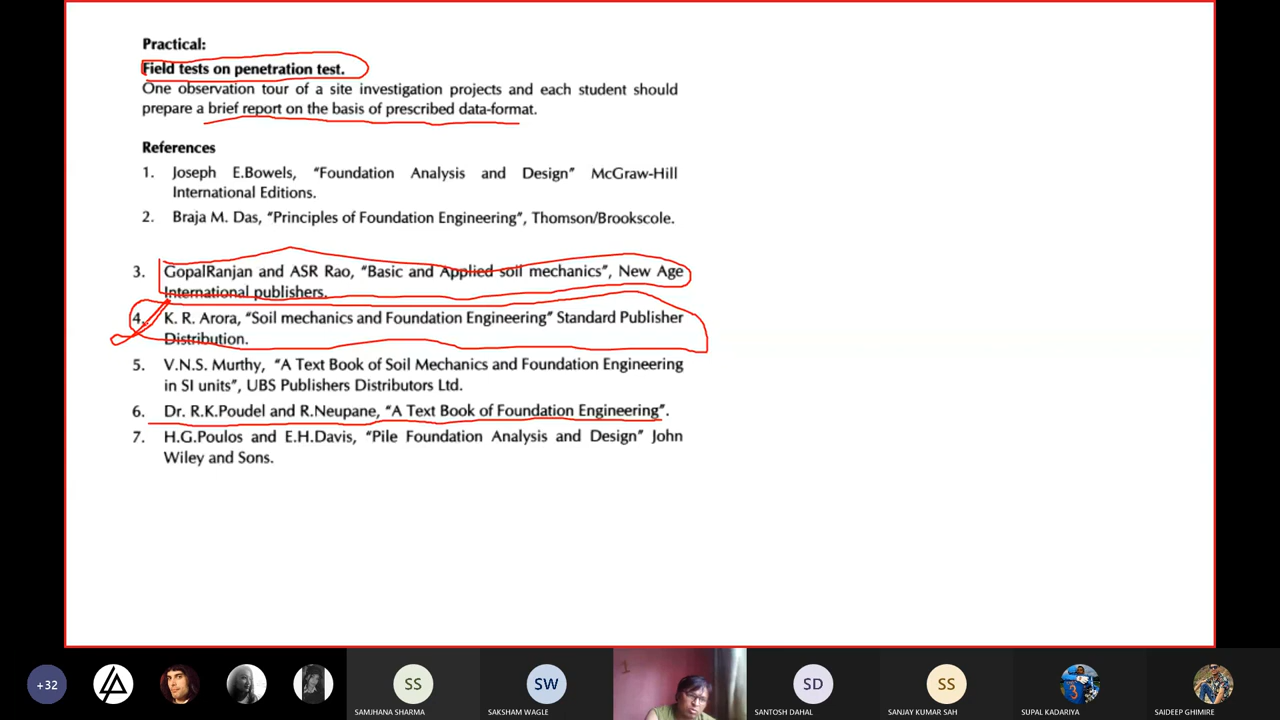 Practical:
Field tests on penetration test.
One observation tour of a site investigation projects and each student should
prepare a brief report on the basis of prescribed data-format.
References
1. Joseph E.Bowels, “Foundation Analysis and Design” McGraw-Hill
International Editions.
2. Braja M. Das, “Principles of Foundation Engineering”, Thomson/Brookscole.
3. GopalRanjan and ASR Rao, “Basic and Applied soil mechanics”, New Age
International publishers.
4. K. R. Arora, “Soil mechanics and Foundation Engineering” Standard Publisher
Distribution.
5. V.N.S. Murthy, “A Text Book of Soil Mechanics and Foundation Engineering
in SI units”, UBS Publishers Distributors Ltd.
6. Dr. R.K.Poudel and R.Neupane, “A Text Book of Foundation Engineering”.
7. H.G.Poulos and E.H.Davis, “Pile Foundation Analysis and Design” John
Wiley and Sons.
+32 SS SW SD SS
SAMJHANA SHARMA SAKSHAM WAGLE SANTOSH DAHAL SANJAY KUMAR SAH SUPAL KADARIYA SAIDEEP GHIMIRE